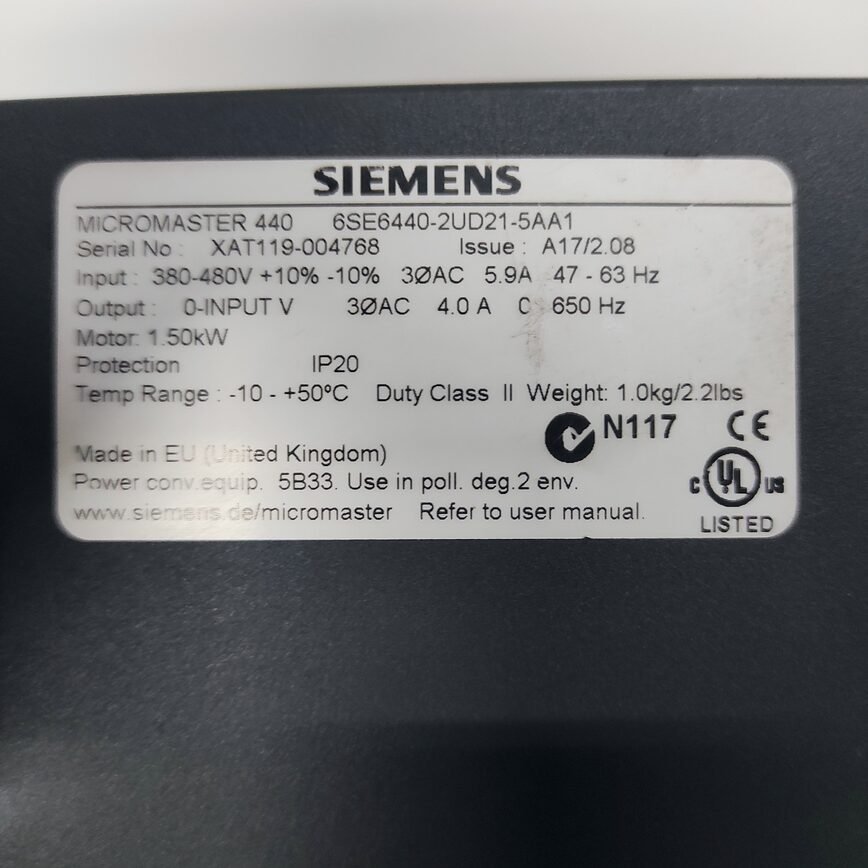 SIEMENS
MICROMASTER 440 6SE6440-2UD21-5AA1
Serial No : XAT119-004768 Issue : A17/2.08
Input : 380-480V +10% -10% 3ØAC 5.9A 47 - 63 Hz
Output : 0-INPUT V 3ØAC 4.0 A 0 - 650 Hz
Motor: 1.50kW
Protection IP20
Temp Range : -10 - +50ºC Duty Class II Weight: 1.0kg/2.2lbs
N117 CE
Made in EU (United Kingdom)
Power conv.equip. 5B33. Use in poll. deg.2 env.
c UL us
www.siemens.de/micromaster Refer to user manual.
LISTED